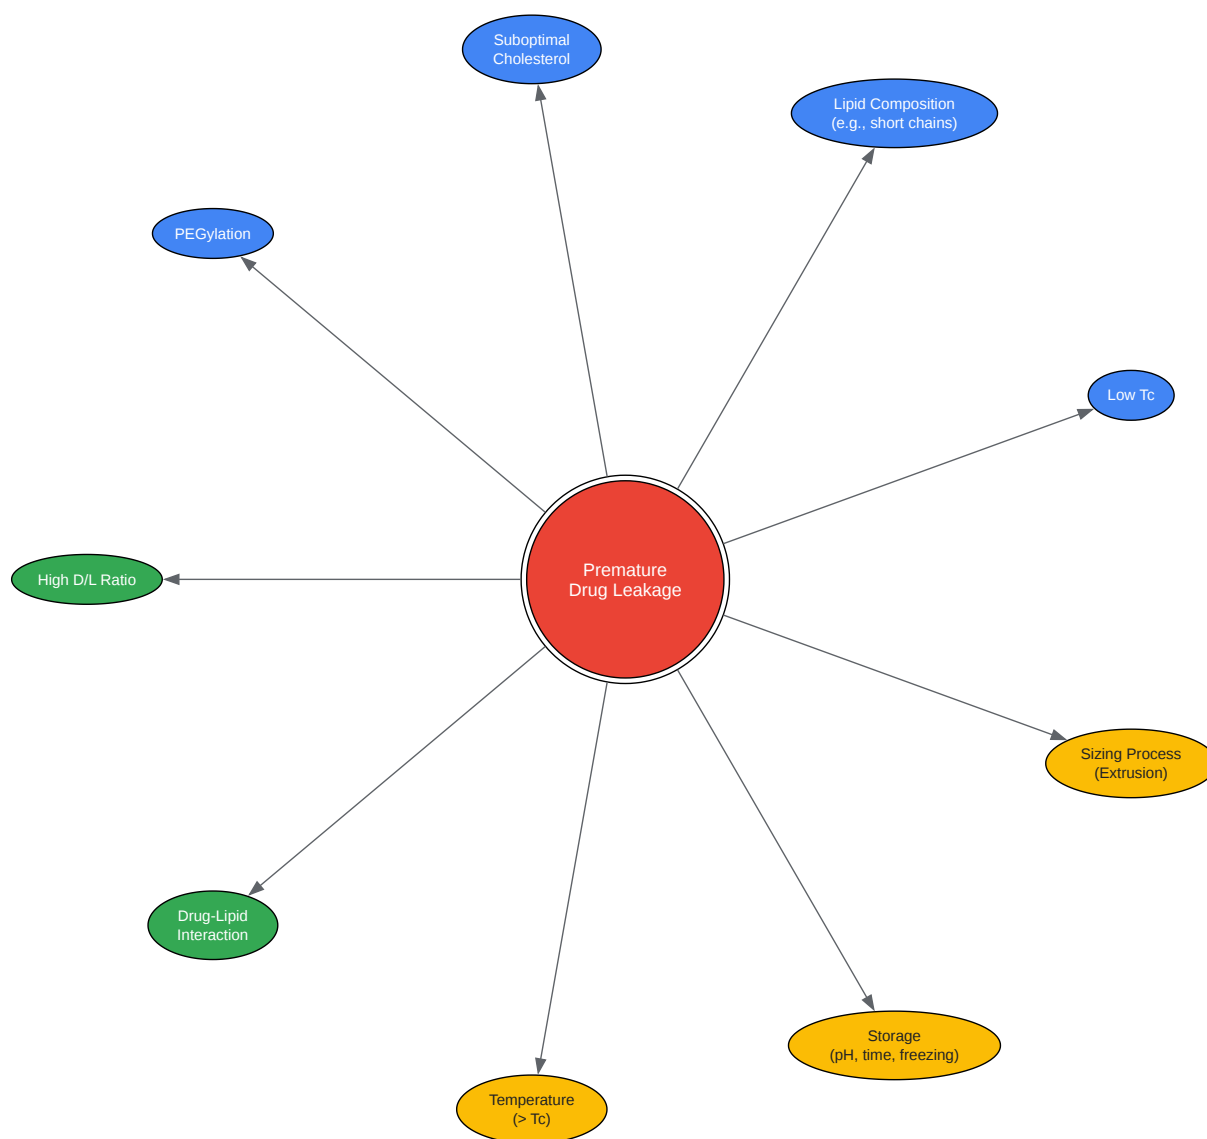 Suboptimal
Cholesterol
Lipid Composition
(e.g., short chains)
PEGylation
Low Tc
Premature
Drug Leakage
High D/L Ratio
Sizing Process
(Extrusion)
Drug-Lipid
Interaction
Storage
(pH, time, freezing)
Temperature
(> Tc)